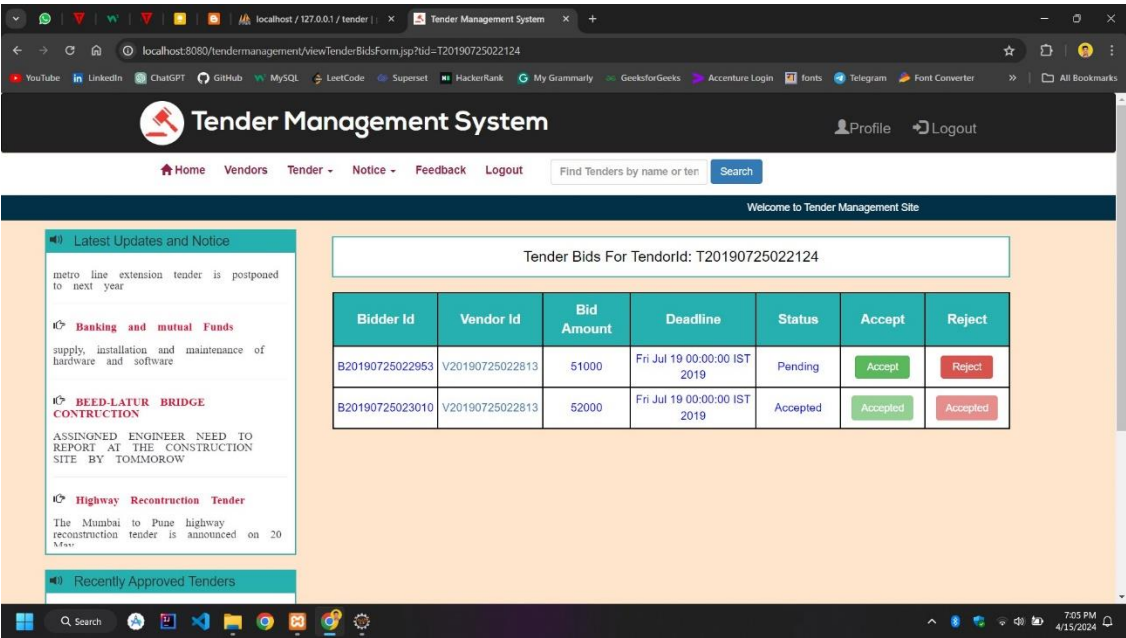 localhost / 127.0.0.1 / tender |
Tender Management System
localhost:8080/tendermanagement/viewTenderBidsForm.jsp?tid=T20190725022124
YouTube LinkedIn ChatGPT GitHub MySQL LeetCode Superset HackerRank My Grammarly GeeksforGeeks Accenture Login fonts Telegram Font Converter » All Bookmarks
Tender Management System
Profile Logout
Home Vendors Tender Notice Feedback Logout Find Tenders by name or ten Search
Welcome to Tender Management Site
Latest Updates and Notice
metro line extension tender is postponed
to next year
Banking and mutual Funds
supply, installation and maintenance of
hardware and software
BEED-LATUR BRIDGE
CONTRUCTION
ASSINGNED ENGINEER NEED TO
REPORT AT THE CONSTRUCTION
SITE BY TOMMOROW
Highway Recontruction Tender
The Mumbai to Pune highway
reconstruction tender is announced on 20
May
Recently Approved Tenders
Tender Bids For TendorId: T20190725022124
Bidder Id Vendor Id Bid Amount Deadline Status Accept Reject
B20190725022953 V20190725022813 51000 Fri Jul 19 00:00:00 IST 2019 Pending Accept Reject
B20190725023010 V20190725022813 52000 Fri Jul 19 00:00:00 IST 2019 Accepted Accepted Accepted
Search
7:05 PM
4/15/2024